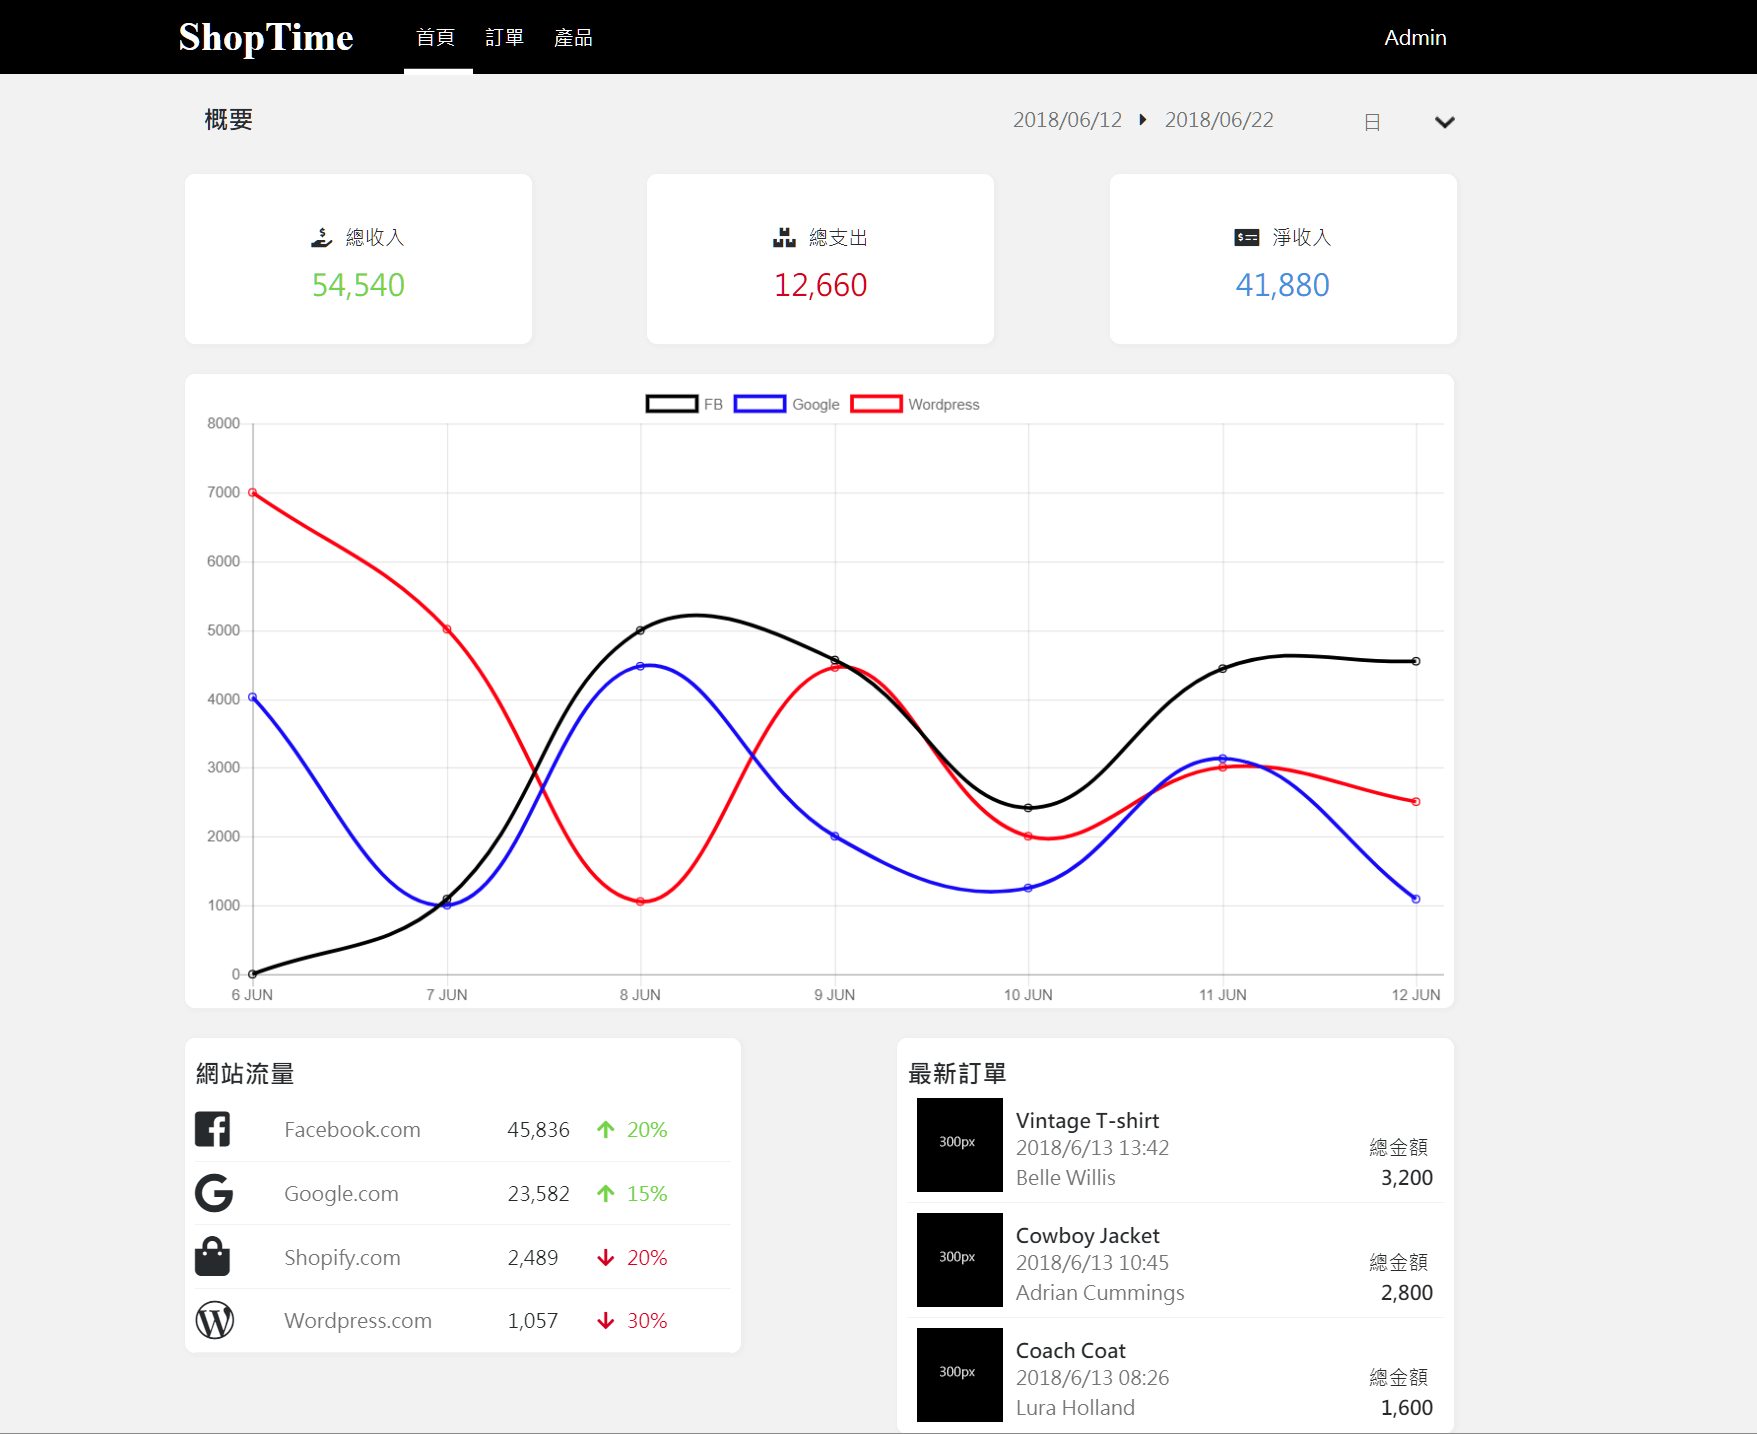 ShopTime 首頁 訂單 產品 Admin
概要 2018/06/12 2018/06/22 日
總收入
54,540
總支出
12,660
淨收入
41,880
FB Google Wordpress
8000
7000
6000
5000
4000
3000
2000
1000
0
6 JUN 7 JUN 8 JUN 9 JUN 10 JUN 11 JUN 12 JUN
網站流量
Facebook.com 45,836 20%
Google.com 23,582 15%
Shopify.com 2,489 20%
Wordpress.com 1,057 30%
最新訂單
300px
Vintage T-shirt
2018/6/13 13:42 總金額
Belle Willis 3,200
300px
Cowboy Jacket
2018/6/13 10:45 總金額
Adrian Cummings 2,800
300px
Coach Coat
2018/6/13 08:26 總金額
Lura Holland 1,600